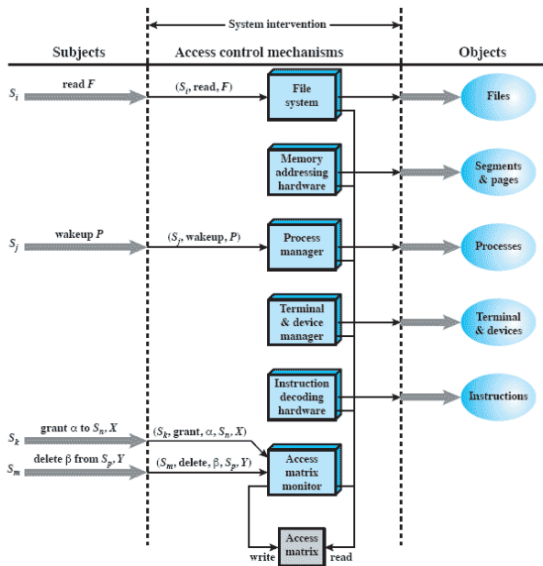 System intervention
Subjects
Access control mechanisms
Objects
Si
read F
(Si, read, F)
File
system
Files
Memory
addressing
hardware
Segments
& pages
Sj
wakeup P
(Sj, wakeup, P)
Process
manager
Processes
Terminal
& device
manager
Terminal
& devices
Instruction
decoding
hardware
Instructions
Sk
grant α to Sn, X
(Sk, grant, α, Sn, X)
Sm
delete β from Sp, Y
(Sm, delete, β, Sp, Y)
Access
matrix
monitor
write
Access
matrix
read